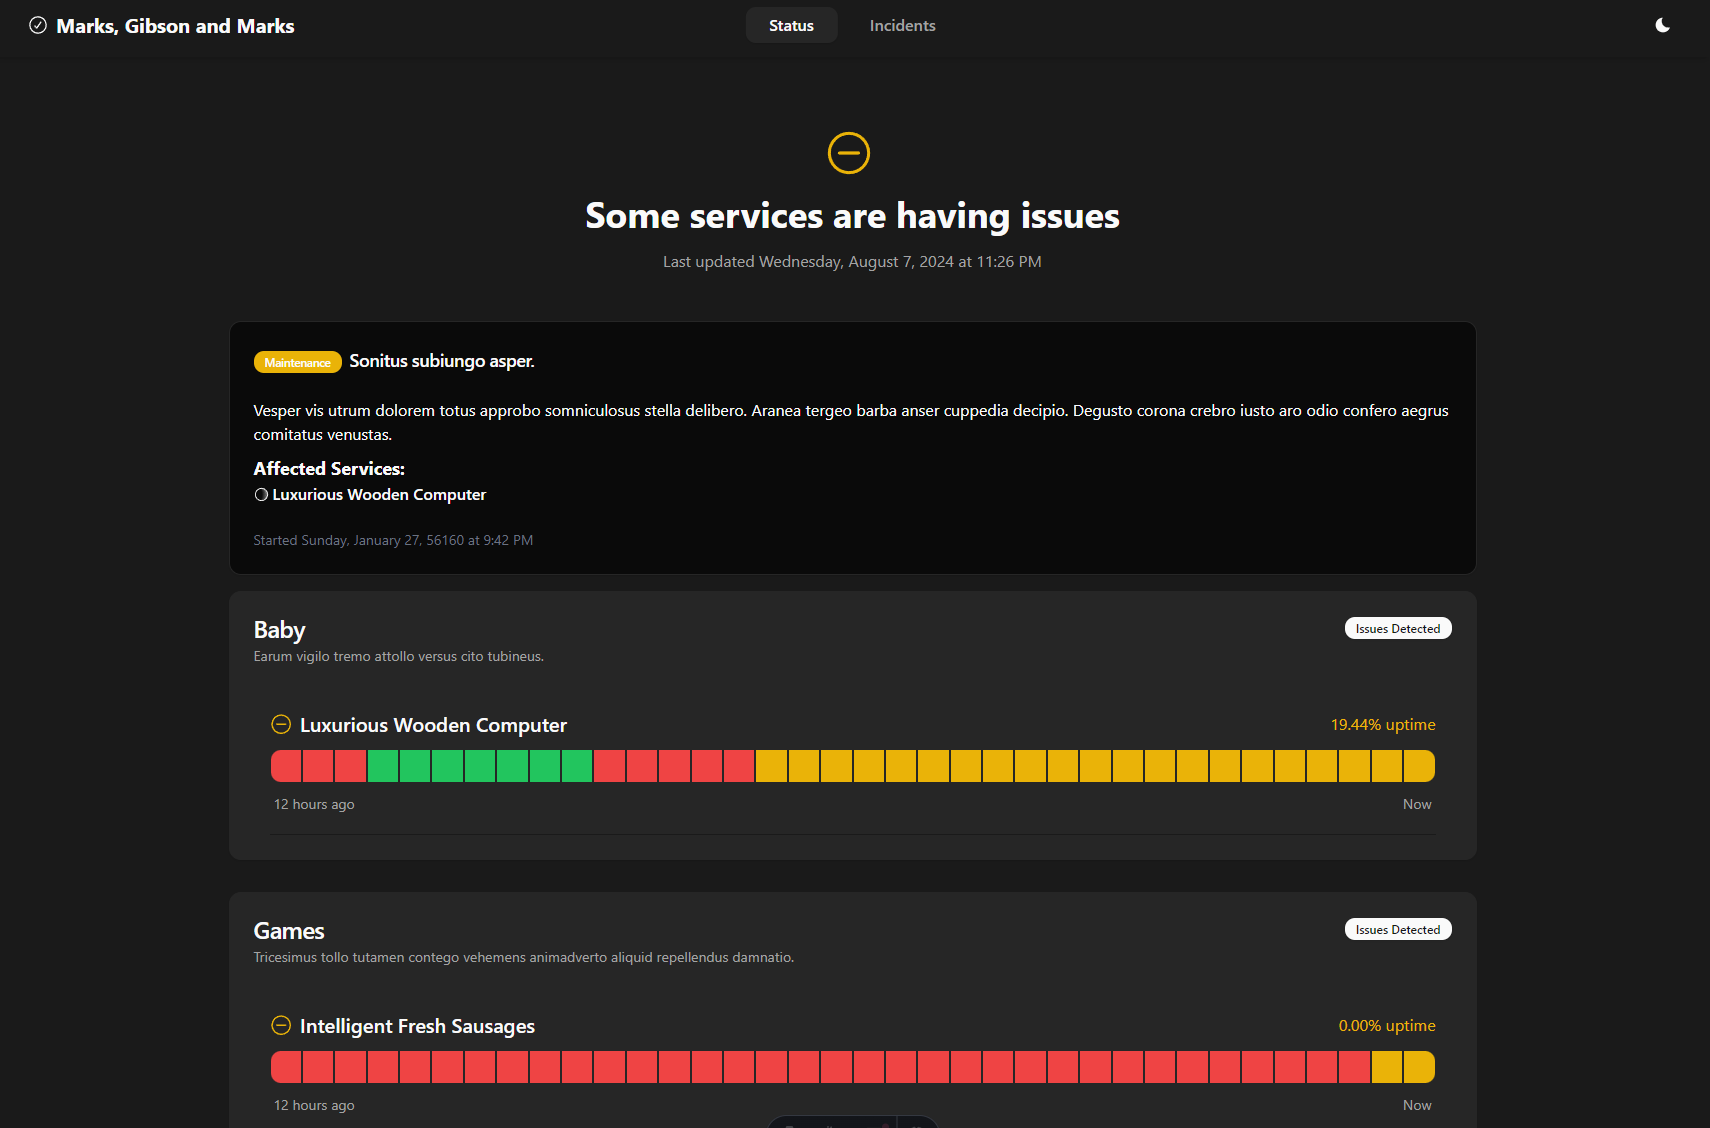 Marks, Gibson and Marks
Status
Incidents
Some services are having issues
Last updated Wednesday, August 7, 2024 at 11:26 PM
Maintenance Sonitus subiungo asper.
Vesper vis utrum dolorem totus approbo somniculosus stella delibero. Aranea tergeo barba anser cuppedia decipio. Degusto corona crebro iusto aro odio confero aegrus
comitatus venustas.
Affected Services:
Luxurious Wooden Computer
Started Sunday, January 27, 56160 at 9:42 PM
Baby
Issues Detected
Earum vigilo tremo attollo versus cito tubineus.
Luxurious Wooden Computer
19.44% uptime
12 hours ago
Now
Games
Issues Detected
Tricesimus tollo tutamen contego vehemens animadverto aliquid repellendus damnatio.
Intelligent Fresh Sausages
0.00% uptime
12 hours ago
Now